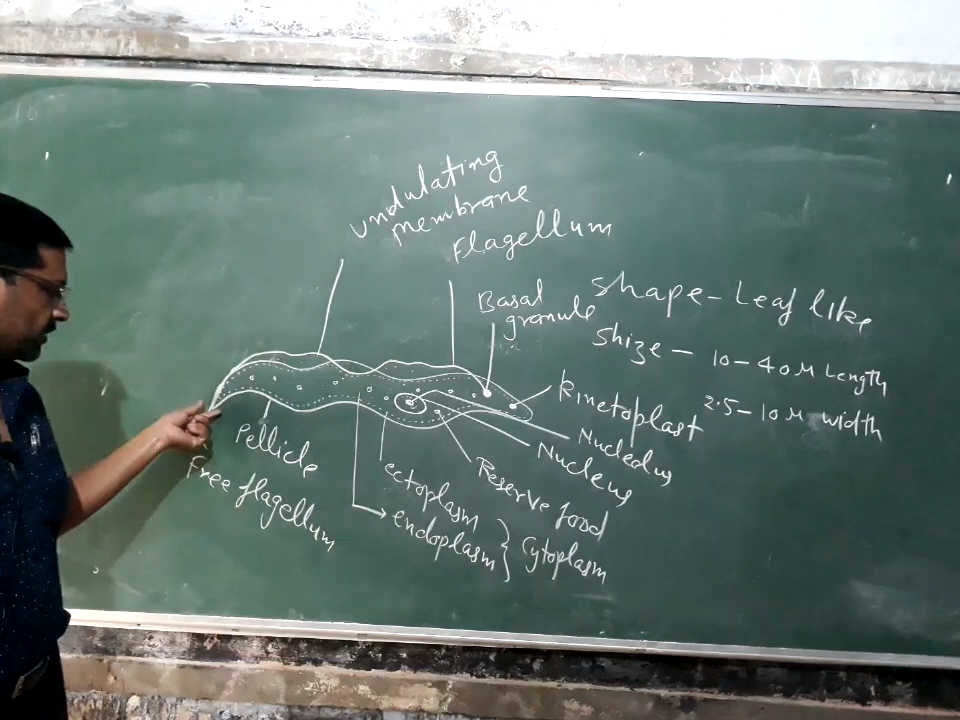 undulating
membrane
Flagellum
Basal
granule
Shape - Leaf like
Shize - 10-40 μ Length
2.5-10 μ width
kinetoplast
Nucleolus
Nucleus
Reserve food
Pellicle
Free flagellum
ectoplasm
endoplasm
Cytoplasm